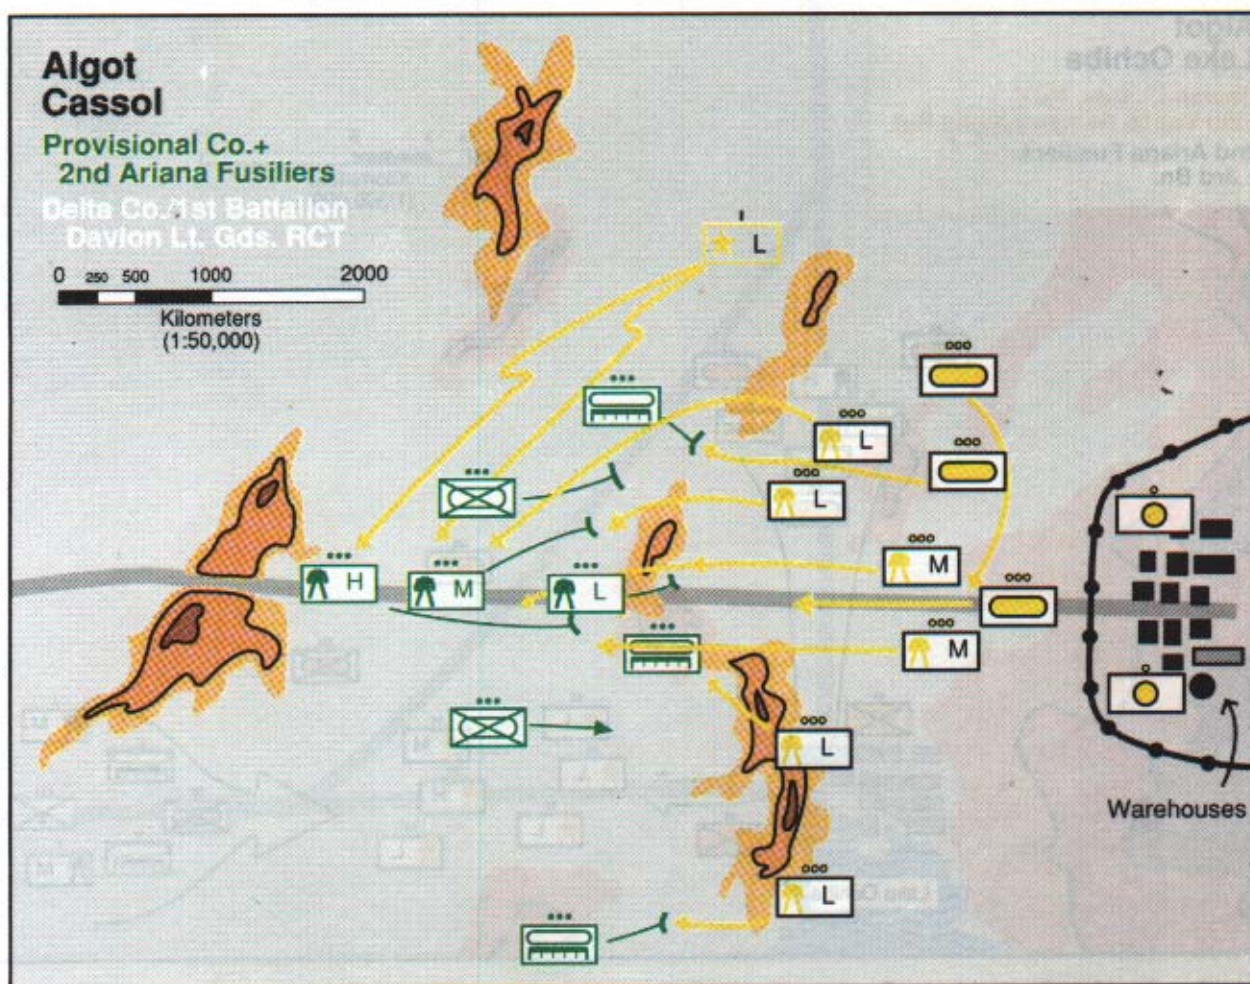 Algot
Cassol
Provisional Co.+
2nd Ariana Fusiliers
Delta Co./1st Battalion
Davion Lt. Gds. RCT
0 250 500 1000 2000
Kilometers
(1:50,000)
L
L
L
M
H
M
L
M
L
L
Warehouses